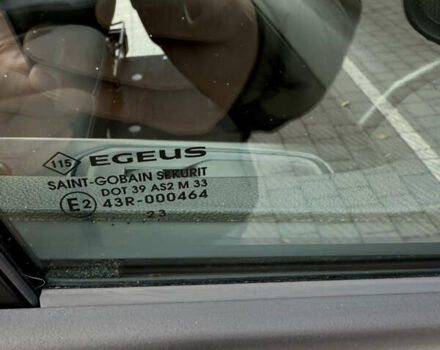 115 EGEUS
SAINT-GOBAIN SEKURIT
DOT 39 AS2 M 33
E2 43R-000464
23